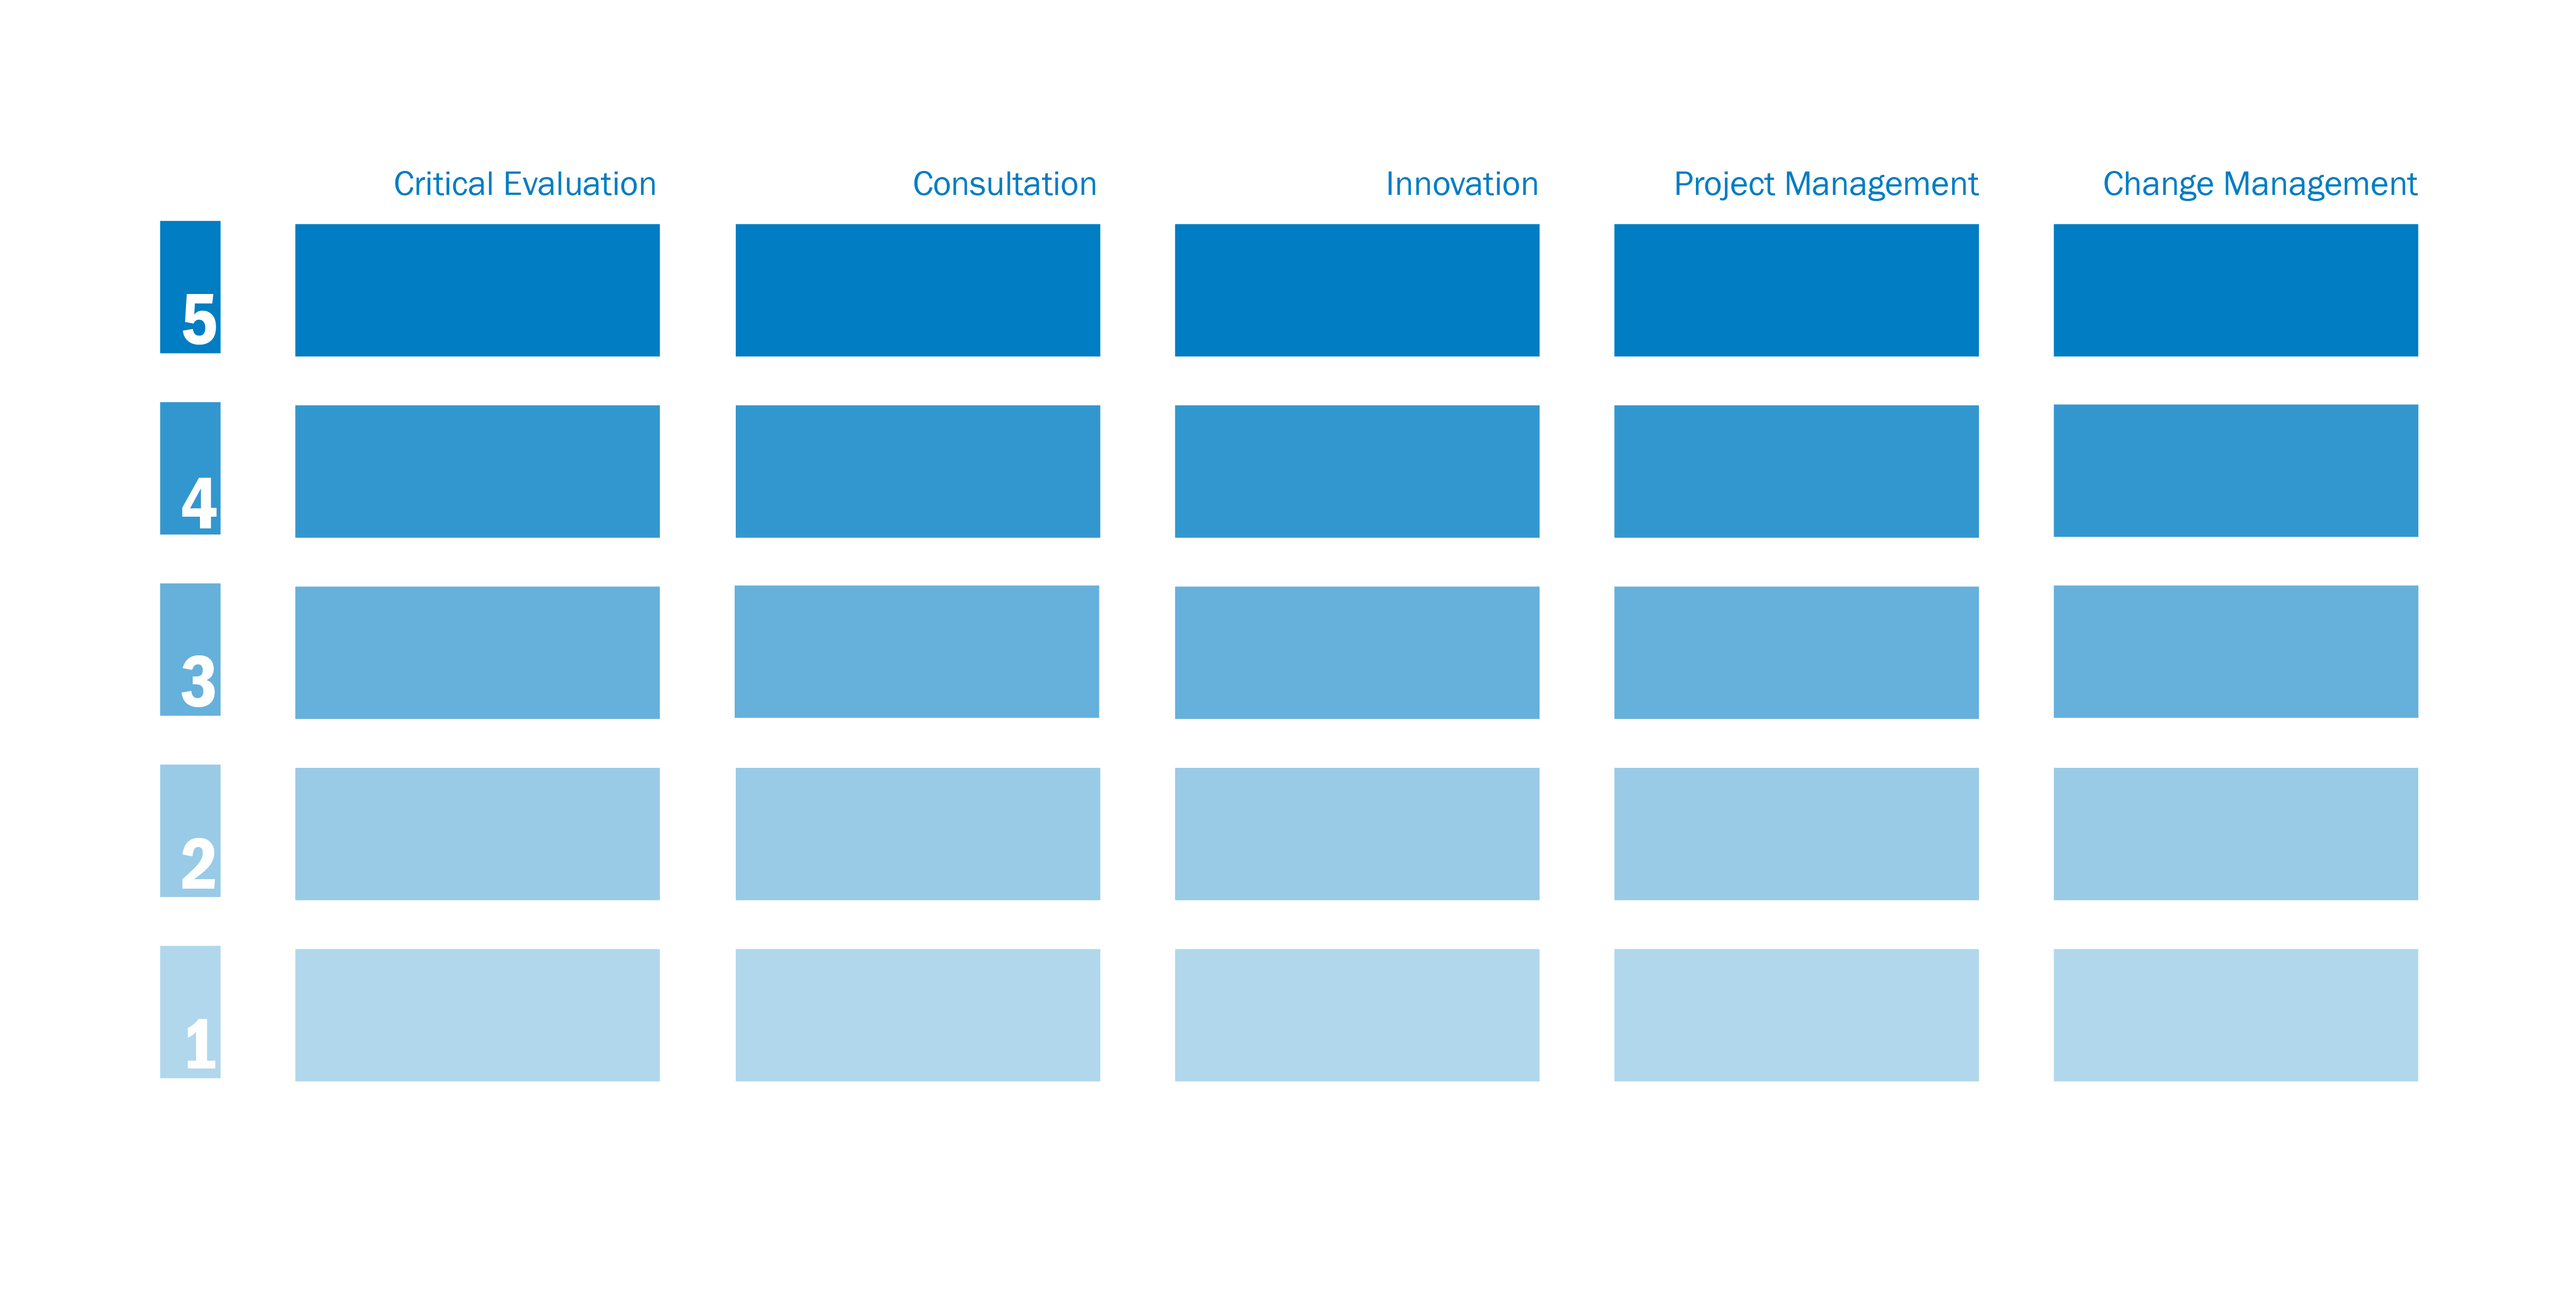 Critical Evaluation
Consultation
Innovation
Project Management
Change Management
5
4
3
2
1